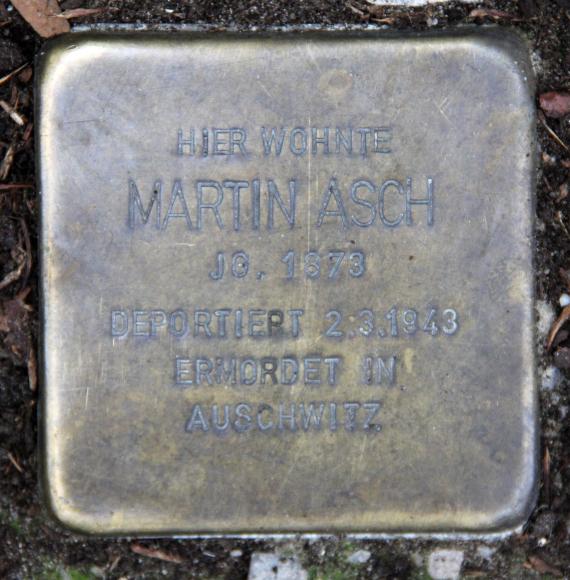 HIER WOHNTE
MARTIN ASCH
JG. 1873
DEPORTIERT 2.3.1943
ERMORDET IN
AUSCHWITZ